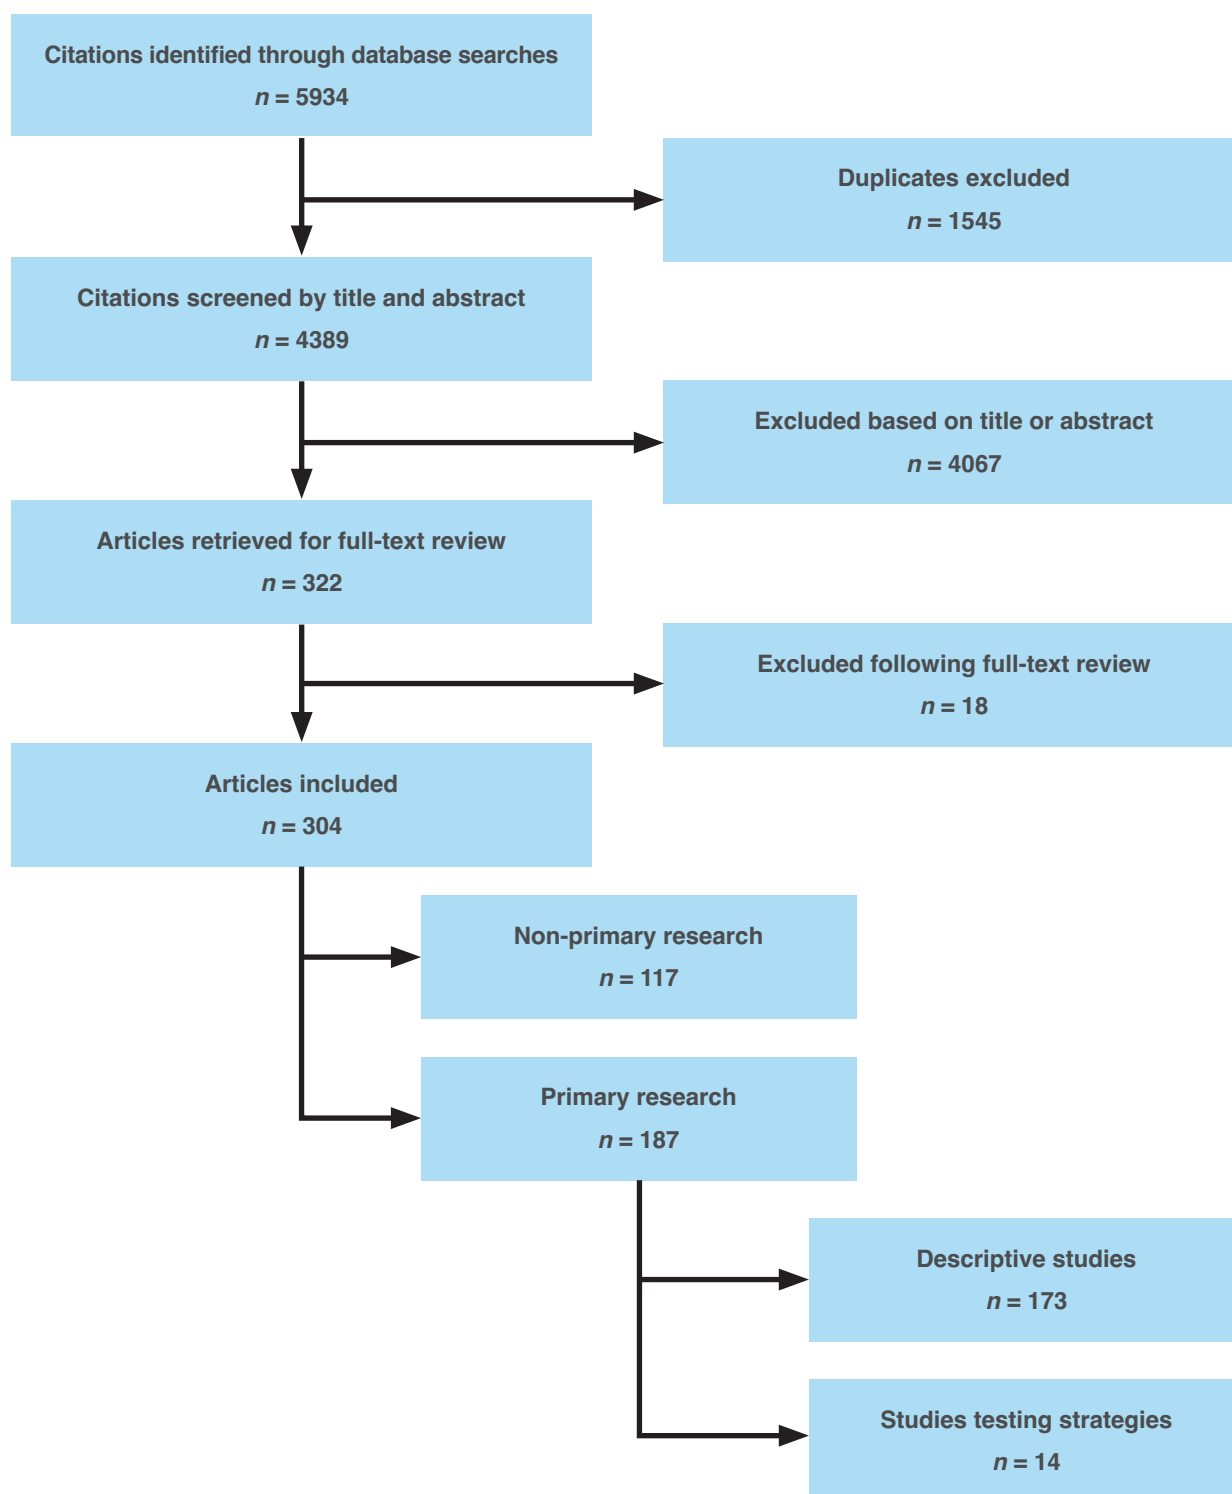 Citations identified through database searches
n = 5934
Duplicates excluded
n = 1545
Citations screened by title and abstract
n = 4389
Excluded based on title or abstract
n = 4067
Articles retrieved for full-text review
n = 322
Excluded following full-text review
n = 18
Articles included
n = 304
Non-primary research
n = 117
Primary research
n = 187
Descriptive studies
n = 173
Studies testing strategies
n = 14